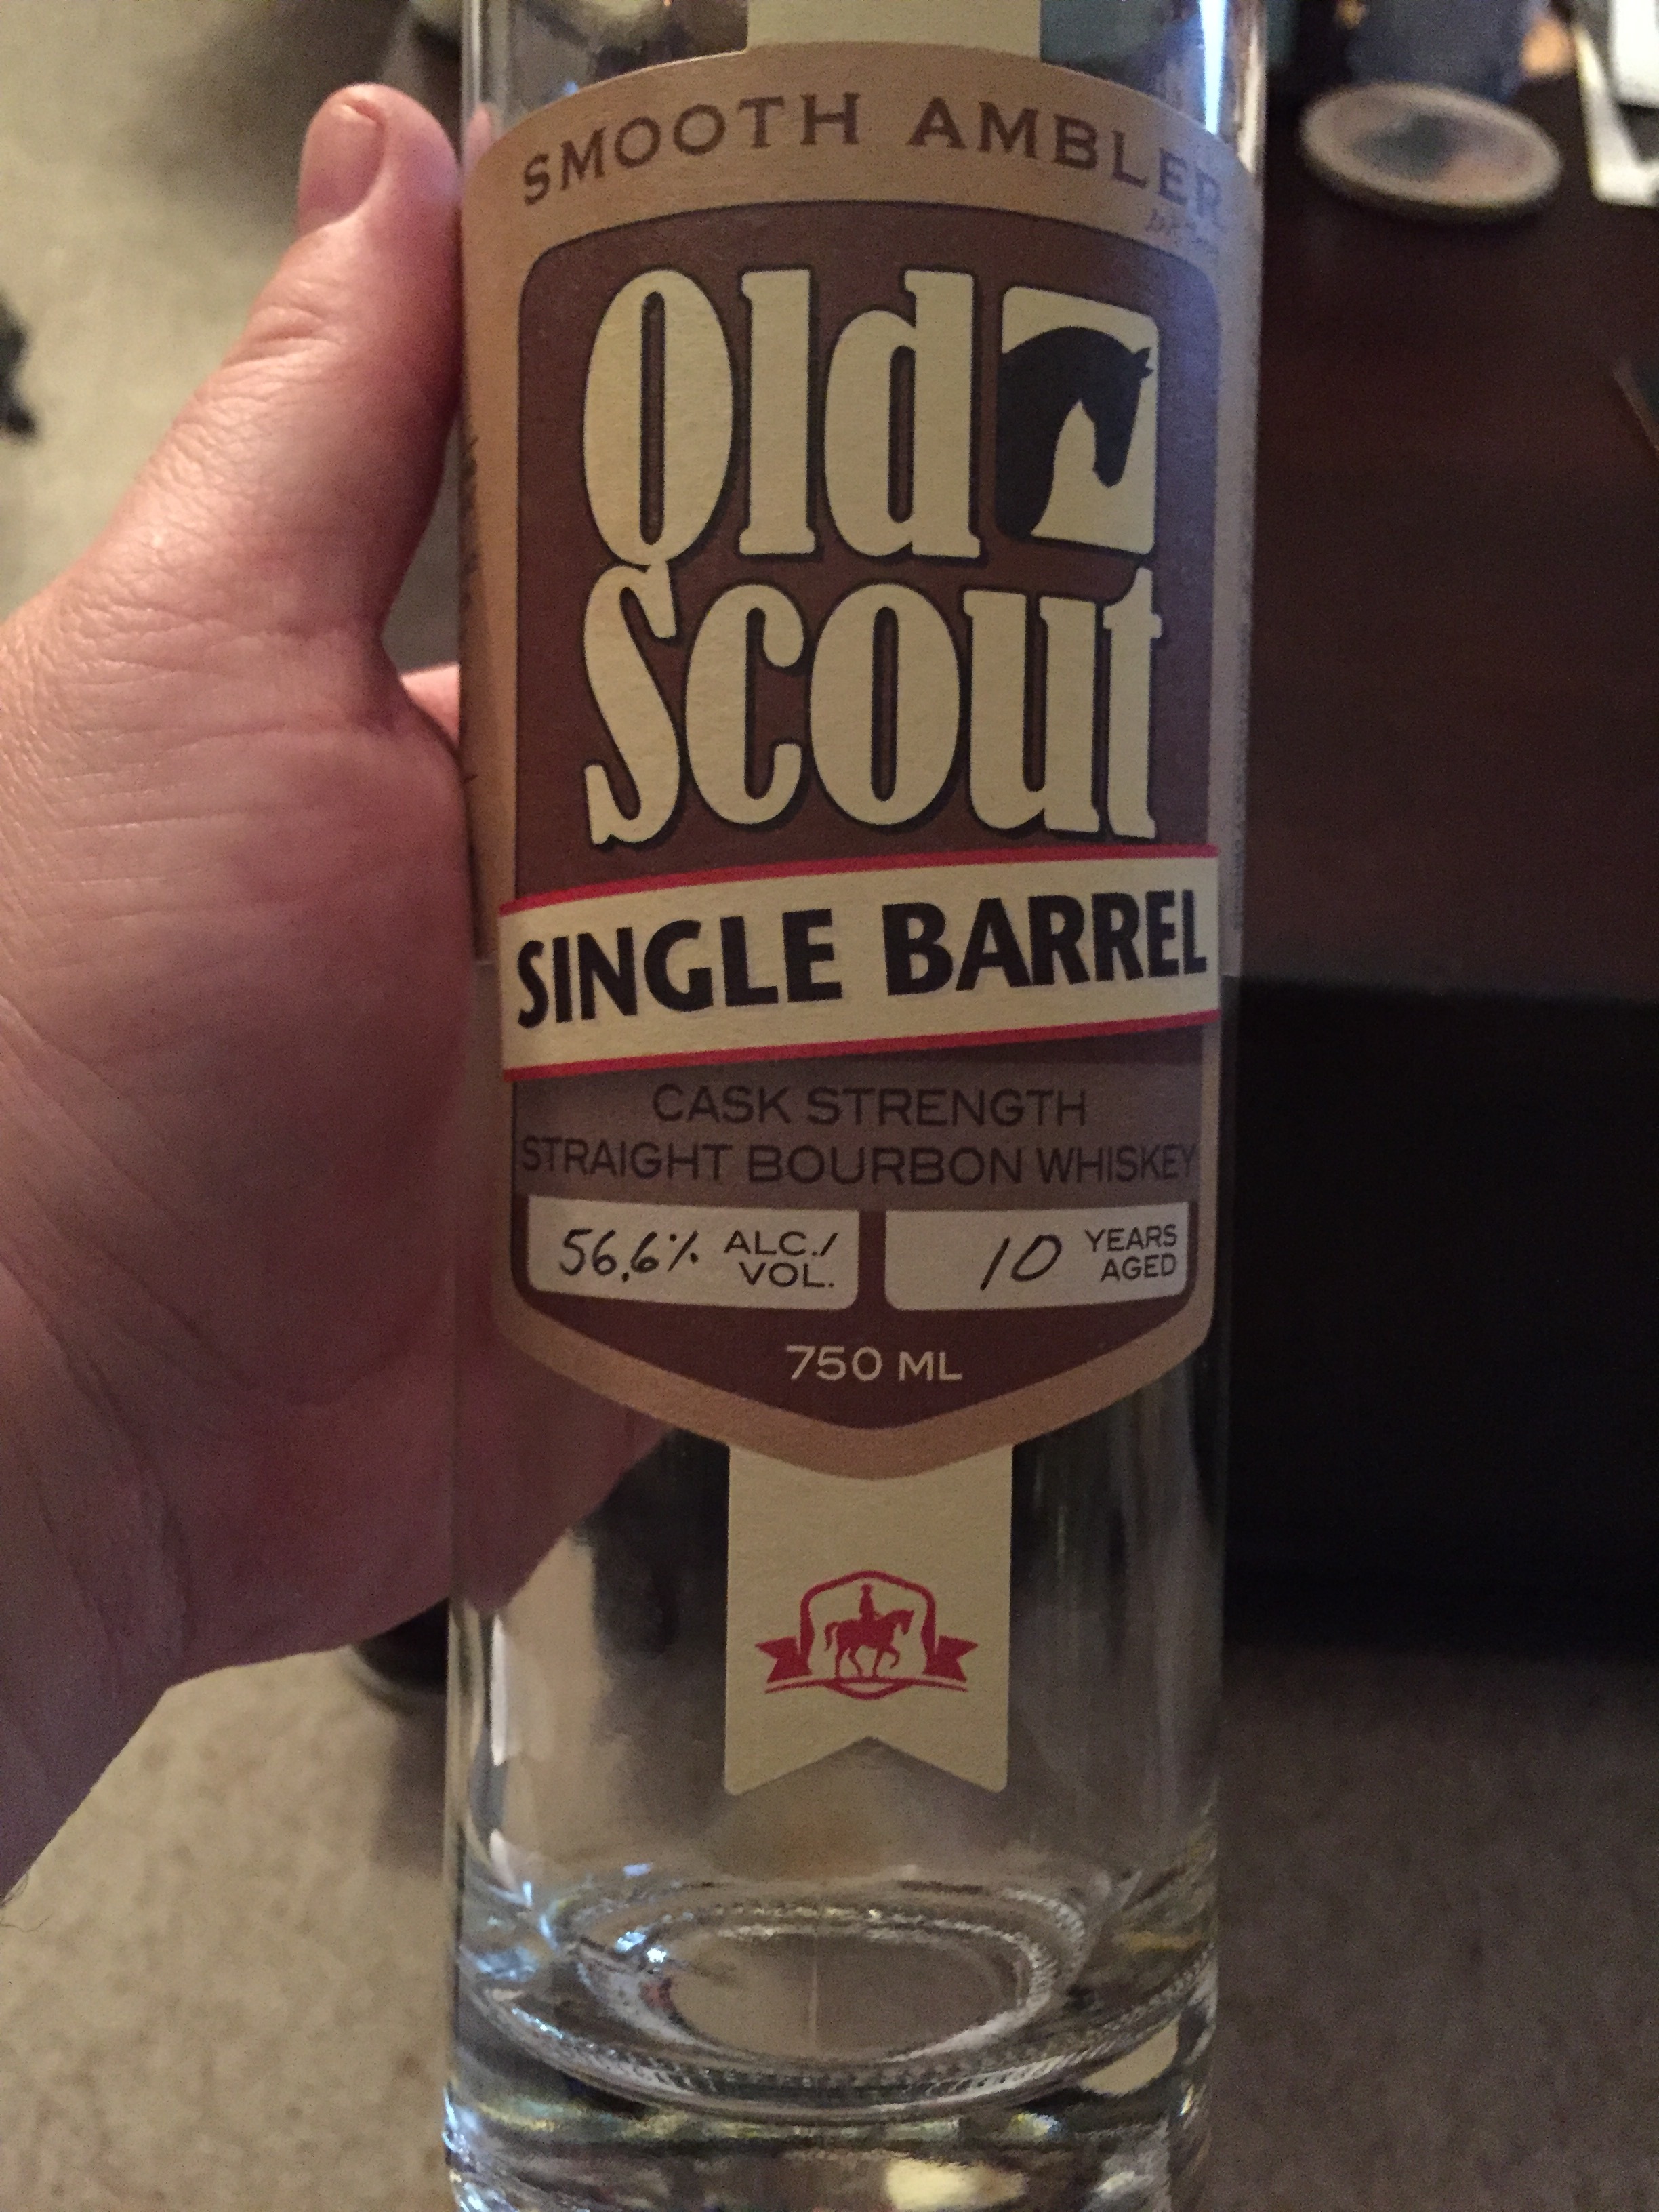 SMOOTH AMBLER
Old
Scout
SINGLE BARREL
CASK STRENGTH
STRAIGHT BOURBON WHISKEY
56.6% ALC./
VOL.
10 YEARS
AGED
750 ML